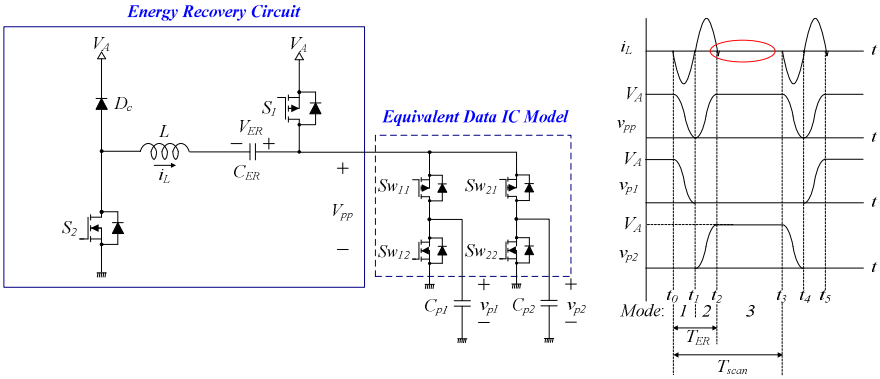 Energy Recovery Circuit
V_A
V_A
D_c
S_1
L
V_ER
− +
i_L
C_ER
+
V_pp
−
S_2
Equivalent Data IC Model
Sw_11
Sw_21
Sw_12
Sw_22
C_p1
+
v_p1
−
C_p2
+
v_p2
−
i_L
t
V_A
v_pp
t
V_A
v_p1
t
V_A
v_p2
t
t_0 t_1 t_2 t_3 t_4 t_5
Mode: 1 2 3
T_ER
T_scan